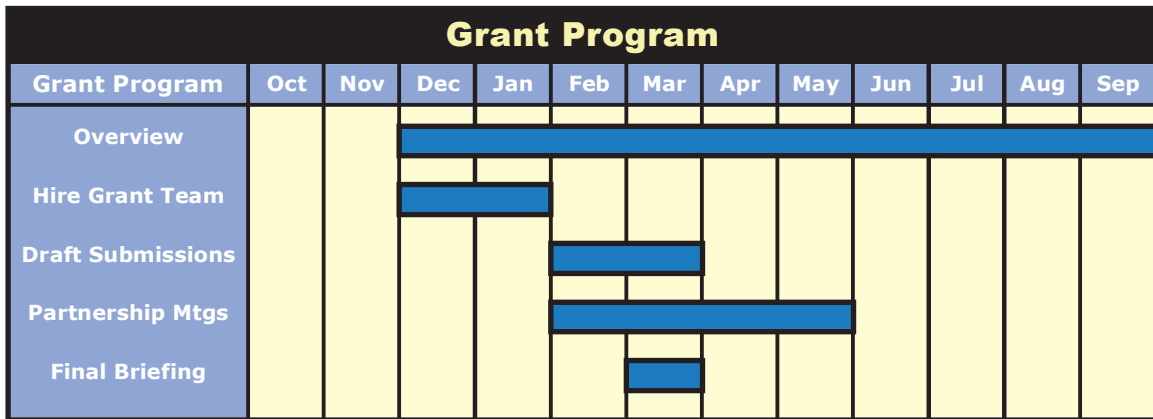 Grant Program
Grant Program Oct Nov Dec Jan Feb Mar Apr May Jun Jul Aug Sep
Overview
Hire Grant Team
Draft Submissions
Partnership Mtgs
Final Briefing